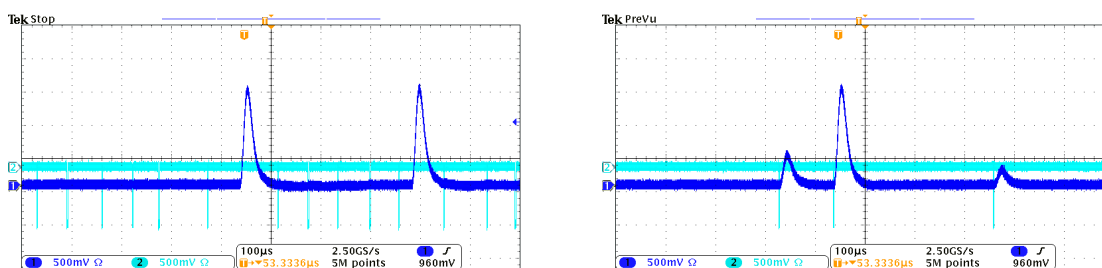 Tek Stop
T
T
2
1
100µs
2.50GS/s
1
1 500mV Ω
2 500mV Ω
T→▾53.3336µs
5M points
960mV
Tek PreVu
T
T
2
1
100µs
2.50GS/s
1
1 500mV Ω
2 500mV Ω
T→▾53.3336µs
5M points
960mV